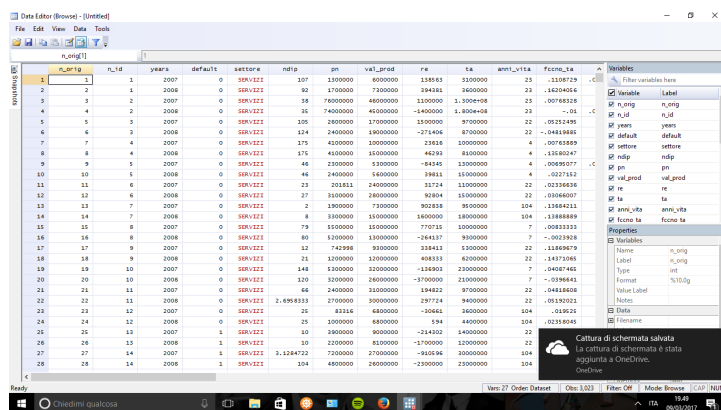 Data Editor (Browse) - [Untitled]
File Edit View Data Tools
n_orig[1] 1
Snapshots
n_orig n_id years default settore ndip pn val_prod re ta anni_vita fccno_ta
1 1 1 2007 0 SERVIZI 107 1300000 6000000 138563 3100000 23 .1108729
2 2 1 2008 0 SERVIZI 92 1700000 7300000 394381 3600000 23 .16204056
3 3 2 2007 0 SERVIZI 38 76000000 46000000 1100000 1.300e+08 23 .00768328
4 4 2 2008 0 SERVIZI 35 74000000 45000000 -1400000 1.800e+08 23 -.01
5 5 3 2007 0 SERVIZI 105 2600000 17000000 1500000 9700000 22 .05252495
6 6 3 2008 0 SERVIZI 124 2400000 19000000 -271406 8700000 22 -.04819885
7 7 4 2007 0 SERVIZI 175 4100000 10000000 23616 10000000 4 .00763889
8 8 4 2008 0 SERVIZI 175 4100000 15000000 46293 8100000 4 .13580247
9 9 5 2007 0 SERVIZI 46 2300000 5300000 -84345 13000000 4 .00695077
10 10 5 2008 0 SERVIZI 46 2400000 5600000 39811 15000000 4 .0227152
11 11 6 2007 0 SERVIZI 23 201811 24000000 31724 11000000 22 .02336636
12 12 6 2008 0 SERVIZI 27 3100000 28000000 92804 15000000 22 .03066007
13 13 7 2007 0 SERVIZI 2 1900000 7300000 902838 950000 104 .13684211
14 14 7 2008 0 SERVIZI 8 3300000 15000000 1600000 18000000 104 .13888889
15 15 8 2007 0 SERVIZI 79 5500000 15000000 770715 10000000 7 .00833333
16 16 8 2008 0 SERVIZI 80 5200000 13000000 -264137 9300000 7 -.0023928
17 17 9 2007 0 SERVIZI 12 742998 9300000 338413 5300000 22 .11869679
18 18 9 2008 0 SERVIZI 21 1200000 12000000 408333 6200000 22 .14371065
19 19 10 2007 0 SERVIZI 148 5300000 32000000 -136903 23000000 7 .04087465
20 20 10 2008 0 SERVIZI 120 3200000 26000000 -3700000 21000000 7 -.0396641
21 21 11 2007 0 SERVIZI 66 2400000 31000000 194822 9700000 22 .04818608
22 22 11 2008 0 SERVIZI 2.6958333 2700000 30000000 297724 9400000 22 .05192021
23 23 12 2007 0 SERVIZI 25 83316 6800000 -30661 3600000 104 .019525
24 24 12 2008 0 SERVIZI 25 1000000 6800000 594 4400000 104 .02358045
25 25 13 2007 1 SERVIZI 10 3900000 9000000 -214302 14000000 22
26 26 13 2008 1 SERVIZI 10 2200000 8100000 -1700000 12000000 22
27 27 14 2007 1 SERVIZI 3.1284722 7200000 27000000 -910596 30000000 104
28 28 14 2008 1 SERVIZI 104 4800000 26000000 -2300000 23000000 104
Variables
Filter variables here
Variable Label
n_orig n_orig
n_id n_id
years years
default default
settore settore
ndip ndip
pn pn
val_prod val_prod
re re
ta ta
anni_vita anni_vita
fccno_ta fccno_ta
Properties
Variables
Name n_orig
Label n_orig
Type int
Format %10.0g
Value Label
Notes
Data
Filename
Cattura di schermata salvata
La cattura di schermata è stata
aggiunta a OneDrive.
OneDrive
Ready Vars: 27 Order: Dataset Obs: 3,023 Filter: Off Mode: Browse CAP NUM
Chiedimi qualcosa
ITA
19.49
09/03/2017